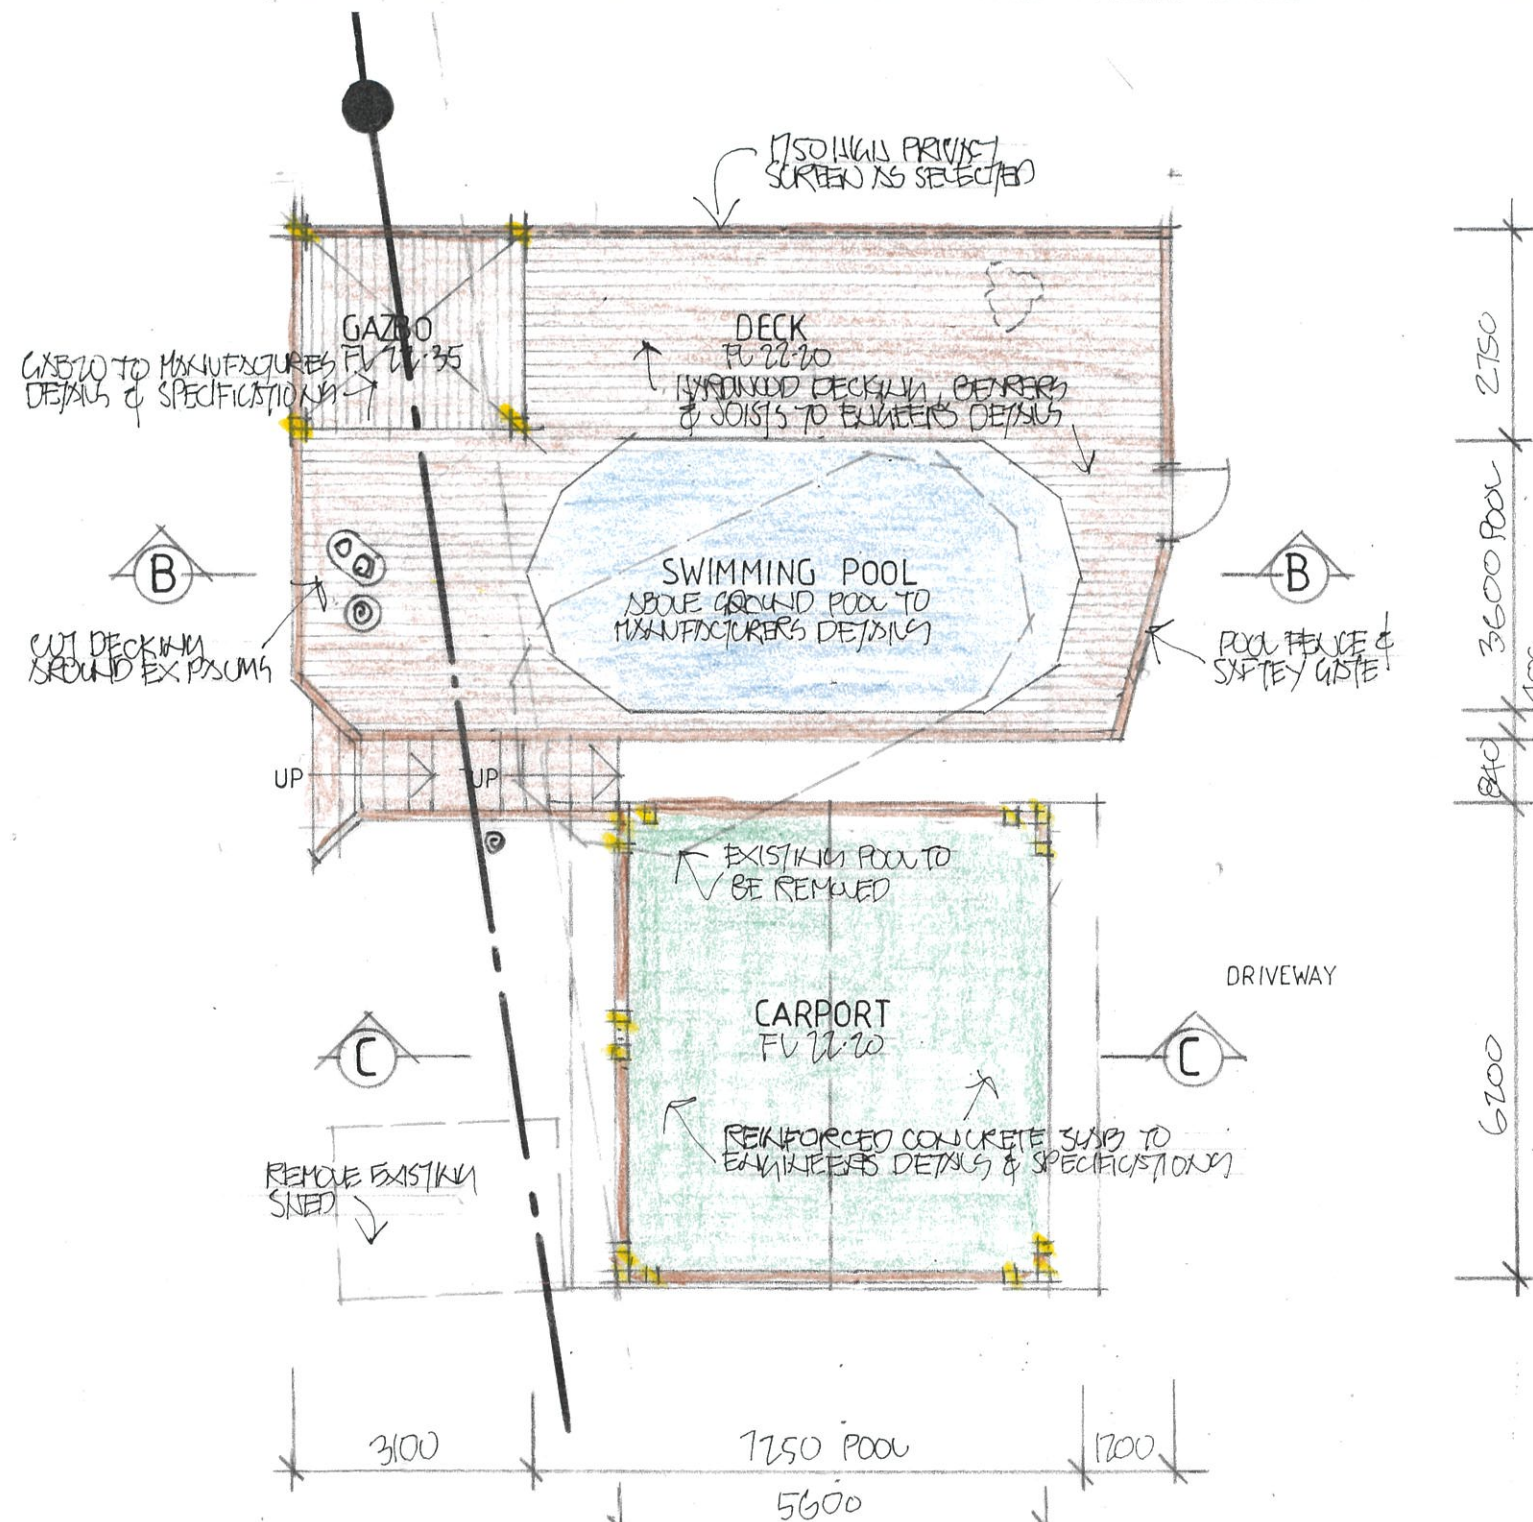 1750 HIGH PRIVACY
SCREEN AS SELECTED
GAZBO
FL 22.35
GABZO TO MANUFACTURES
DETAILS & SPECIFICATIONS
DECK
FL 22.20
HARDWOOD DECKING, BEARERS
& JOISTS TO ENGINEERS DETAILS
2750
3600 POOL
840
6200
B
SWIMMING POOL
ABOVE GROUND POOL TO
MANUFACTURERS DETAILS
B
CUT DECKING
AROUND EX PALMS
POOL FENCE &
SAFTEY GATE
UP
UP
EXISTING POOL TO
BE REMOVED
DRIVEWAY
CARPORT
FL 22.20
C
C
REINFORCED CONCRETE SLAB TO
ENGINEERS DETAILS & SPECIFICATIONS
REMOVE EXISTING
SHED
3100
7250 POOL
1200
5600